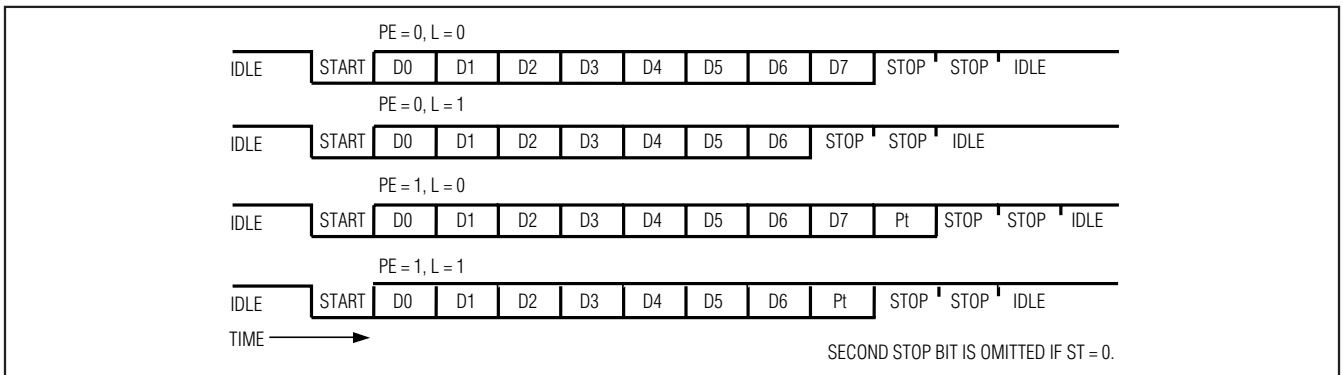 PE = 0, L = 0
IDLE START D0 D1 D2 D3 D4 D5 D6 D7 STOP STOP IDLE
PE = 0, L = 1
IDLE START D0 D1 D2 D3 D4 D5 D6 STOP STOP IDLE
PE = 1, L = 0
IDLE START D0 D1 D2 D3 D4 D5 D6 D7 Pt STOP STOP IDLE
PE = 1, L = 1
IDLE START D0 D1 D2 D3 D4 D5 D6 Pt STOP STOP IDLE
TIME
SECOND STOP BIT IS OMITTED IF ST = 0.